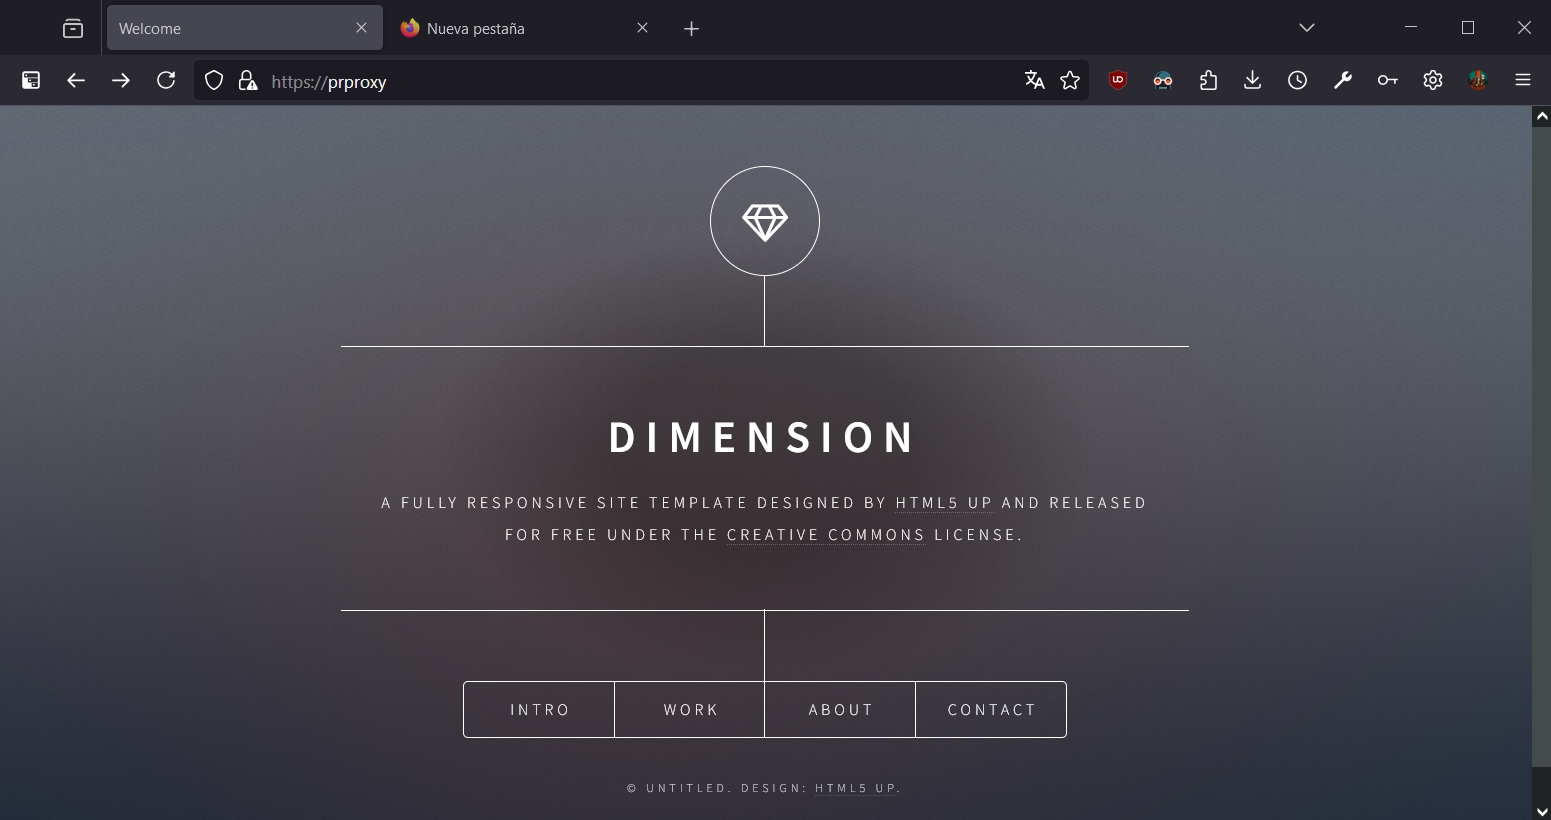 Welcome
Nueva pestaña
https://prproxy
DIMENSION
A FULLY RESPONSIVE SITE TEMPLATE DESIGNED BY HTML5 UP AND RELEASED
FOR FREE UNDER THE CREATIVE COMMONS LICENSE.
INTRO
WORK
ABOUT
CONTACT
© UNTITLED. DESIGN: HTML5 UP.